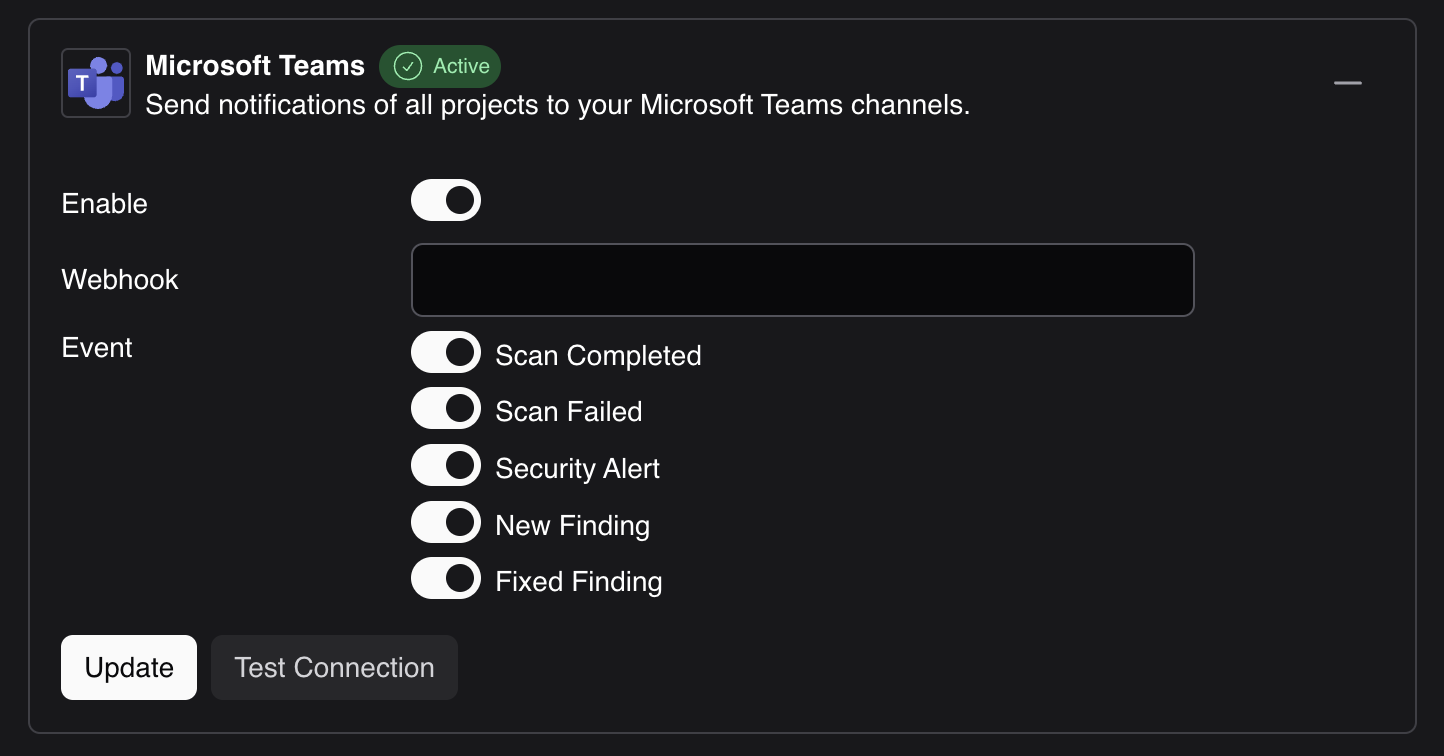 Microsoft Teams Active
Send notifications of all projects to your Microsoft Teams channels.
Enable
Webhook
Event
Scan Completed
Scan Failed
Security Alert
New Finding
Fixed Finding
Update Test Connection